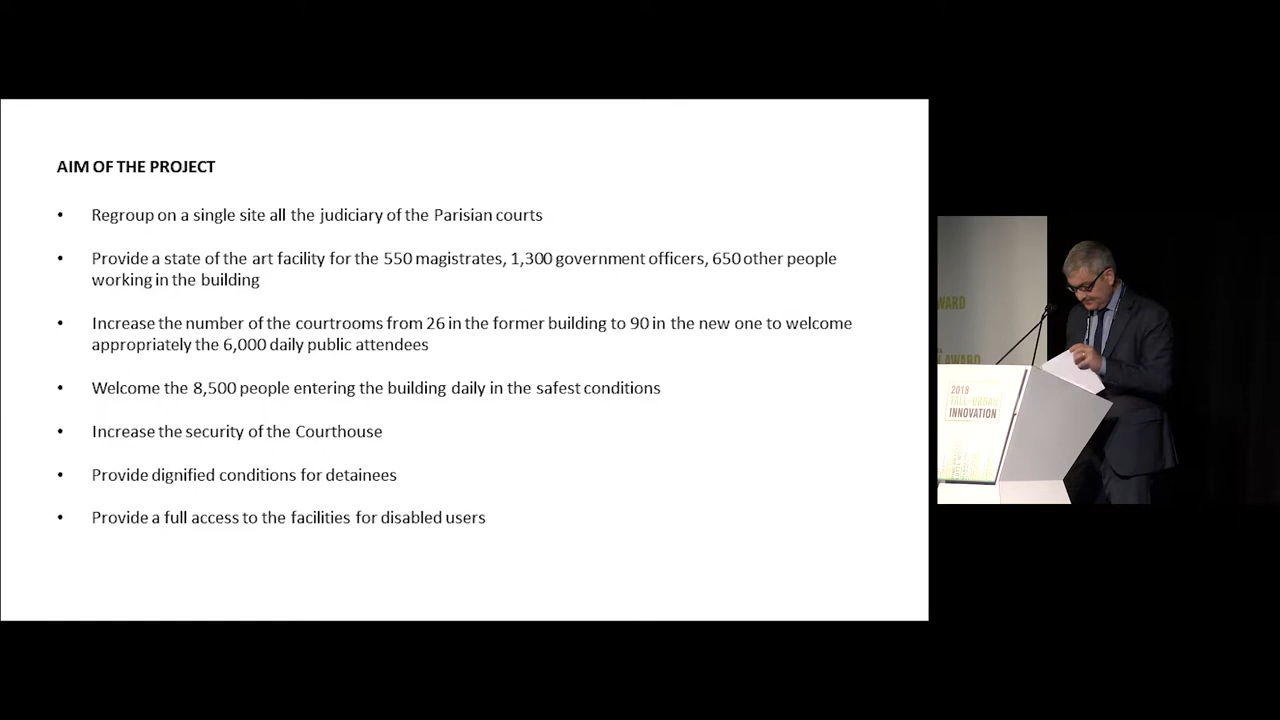 AIM OF THE PROJECT
• Regroup on a single site all the judiciary of the Parisian courts
• Provide a state of the art facility for the 550 magistrates, 1,300 government officers, 650 other people
working in the building
• Increase the number of the courtrooms from 26 in the former building to 90 in the new one to welcome
appropriately the 6,000 daily public attendees
• Welcome the 8,500 people entering the building daily in the safest conditions
• Increase the security of the Courthouse
• Provide dignified conditions for detainees
• Provide a full access to the facilities for disabled users
WARD
AWARD
2018
TALL+URBAN
INNOVATION